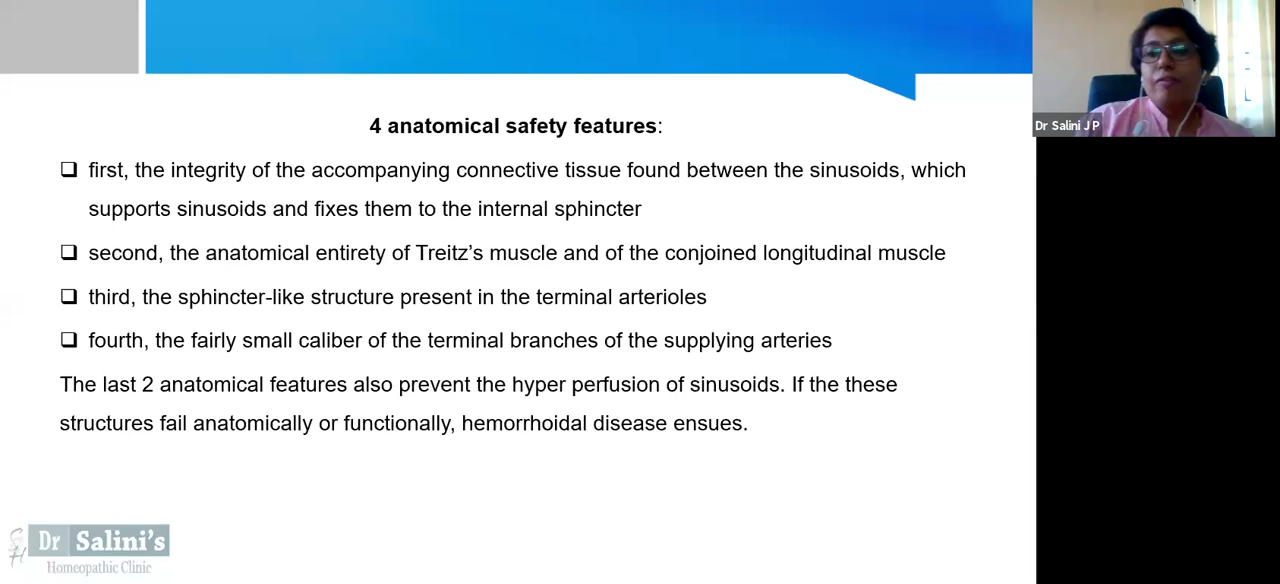 4 anatomical safety features:
❑ first, the integrity of the accompanying connective tissue found between the sinusoids, which
supports sinusoids and fixes them to the internal sphincter
❑ second, the anatomical entirety of Treitz’s muscle and of the conjoined longitudinal muscle
❑ third, the sphincter-like structure present in the terminal arterioles
❑ fourth, the fairly small caliber of the terminal branches of the supplying arteries
The last 2 anatomical features also prevent the hyper perfusion of sinusoids. If the these
structures fail anatomically or functionally, hemorrhoidal disease ensues.
Dr Salini J P
Dr Salini’s
Homeopathic Clinic